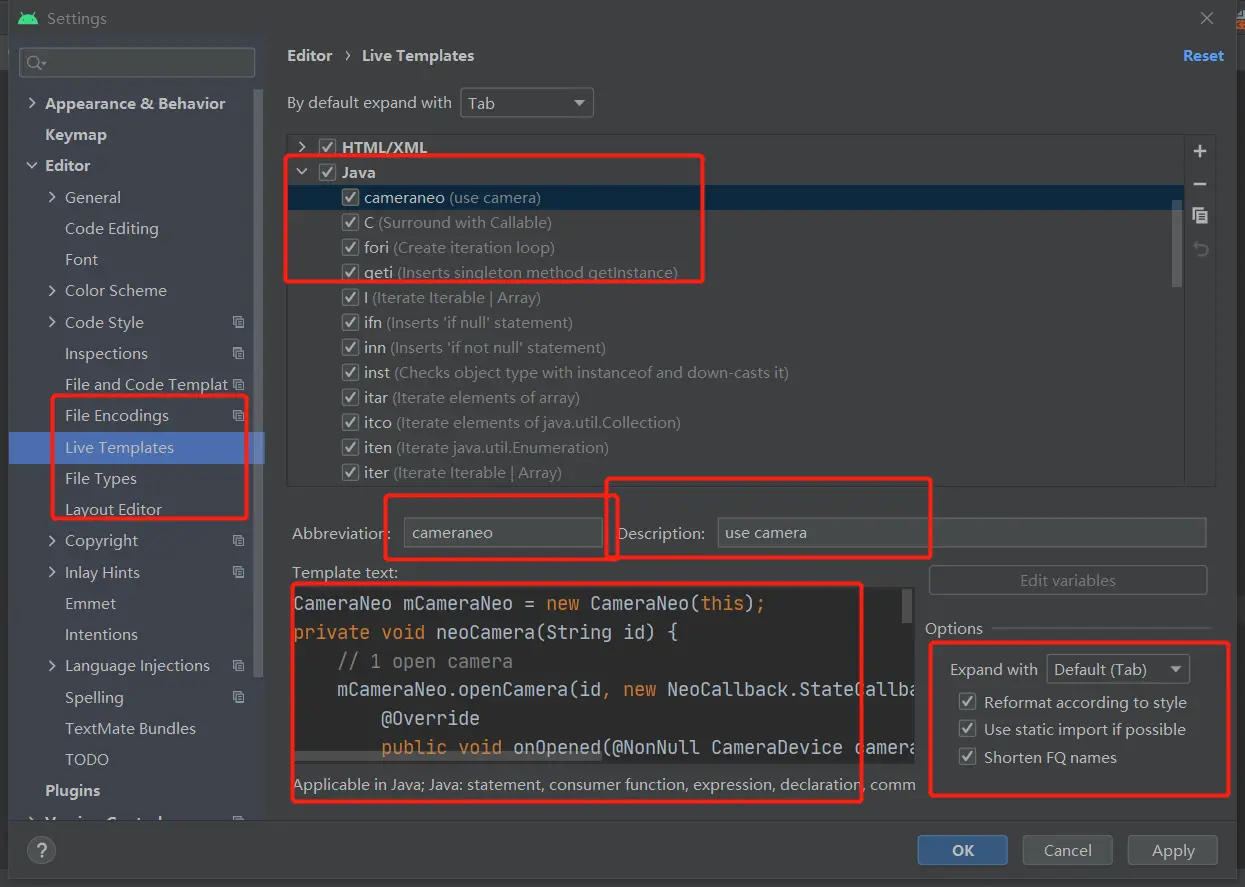 Settings
Editor › Live Templates
Reset
By default expand with Tab
Appearance & Behavior
Keymap
Editor
General
Code Editing
Font
Color Scheme
Code Style
Inspections
File and Code Templat
File Encodings
Live Templates
File Types
Layout Editor
Copyright
Inlay Hints
Emmet
Intentions
Language Injections
Spelling
TextMate Bundles
TODO
Plugins
Version Control
HTML/XML
Java
cameraneo (use camera)
C (Surround with Callable)
fori (Create iteration loop)
geti (Inserts singleton method getInstance)
I (Iterate Iterable | Array)
ifn (Inserts 'if null' statement)
inn (Inserts 'if not null' statement)
inst (Checks object type with instanceof and down-casts it)
itar (Iterate elements of array)
itco (Iterate elements of java.util.Collection)
iten (Iterate java.util.Enumeration)
iter (Iterate Iterable | Array)
Abbreviation: cameraneo Description: use camera
Template text:
CameraNeo mCameraNeo = new CameraNeo(this);
private void neoCamera(String id) {
// 1 open camera
mCameraNeo.openCamera(id, new NeoCallback.StateCallba
@Override
public void onOpened(@NonNull CameraDevice camera
Applicable in Java; Java: statement, consumer function, expression, declaration, comm
Edit variables
Options
Expand with Default (Tab)
Reformat according to style
Use static import if possible
Shorten FQ names
?
OK Cancel Apply